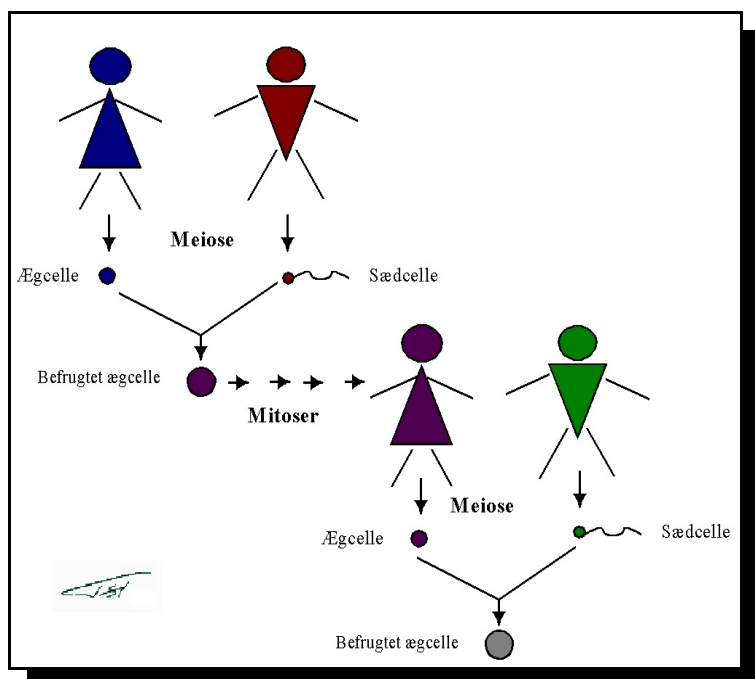 Meiose
Ægcelle
Sædcelle
Befrugtet ægcelle
Mitoser
Meiose
Ægcelle
Sædcelle
Befrugtet ægcelle